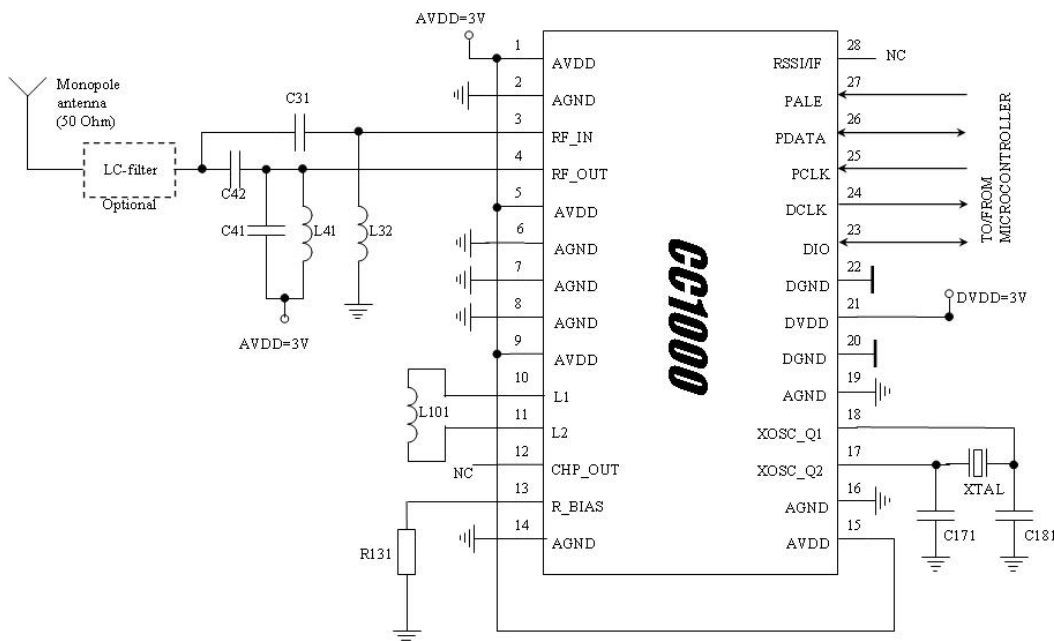 AVDD=3V
Monopole
antenna
(50 Ohm)
LC-filter
Optional
C31
C42
C41
L41
L32
AVDD=3V
L101
NC
R131
1
AVDD
2
AGND
3
RF_IN
4
RF_OUT
5
AVDD
6
AGND
7
AGND
8
AGND
9
AVDD
10
L1
11
L2
12
CHP_OUT
13
R_BIAS
14
AGND
CC1000
28
RSSI/IF
NC
27
PALE
26
PDATA
25
PCLK
24
DCLK
23
DIO
TO/FROM
MICROCONTROLLER
22
DGND
21
DVDD
DVDD=3V
20
DGND
19
AGND
18
XOSC_Q1
17
XOSC_Q2
XTAL
16
AGND
15
AVDD
C171
C181